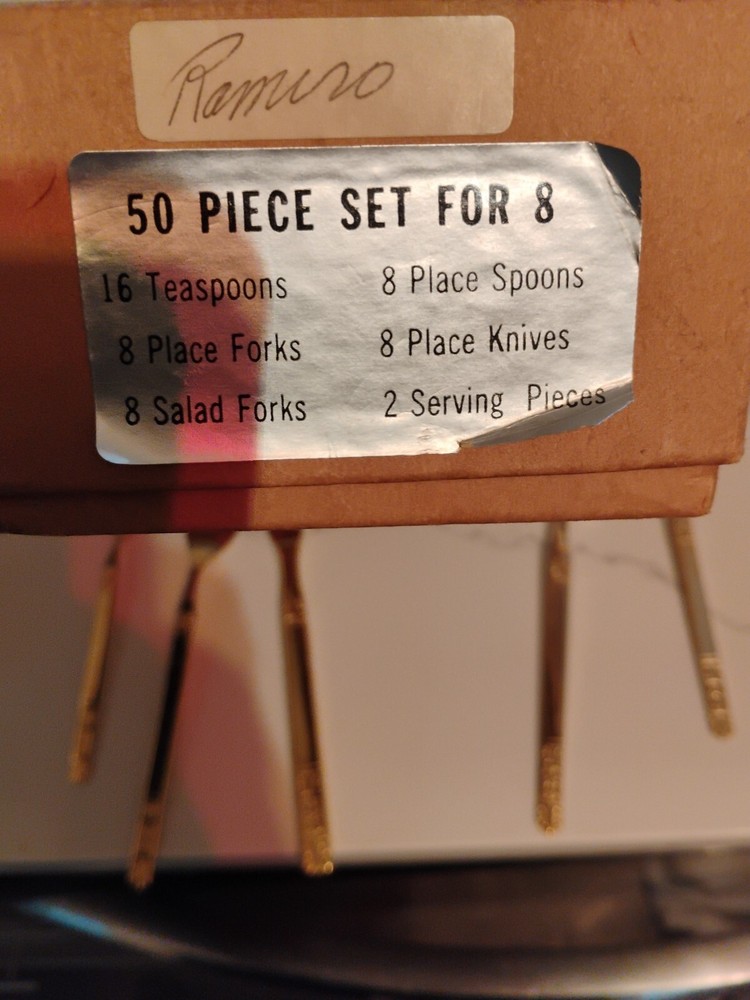 Ramiro
50 PIECE SET FOR 8
16 Teaspoons 8 Place Spoons
8 Place Forks 8 Place Knives
8 Salad Forks 2 Serving Pieces